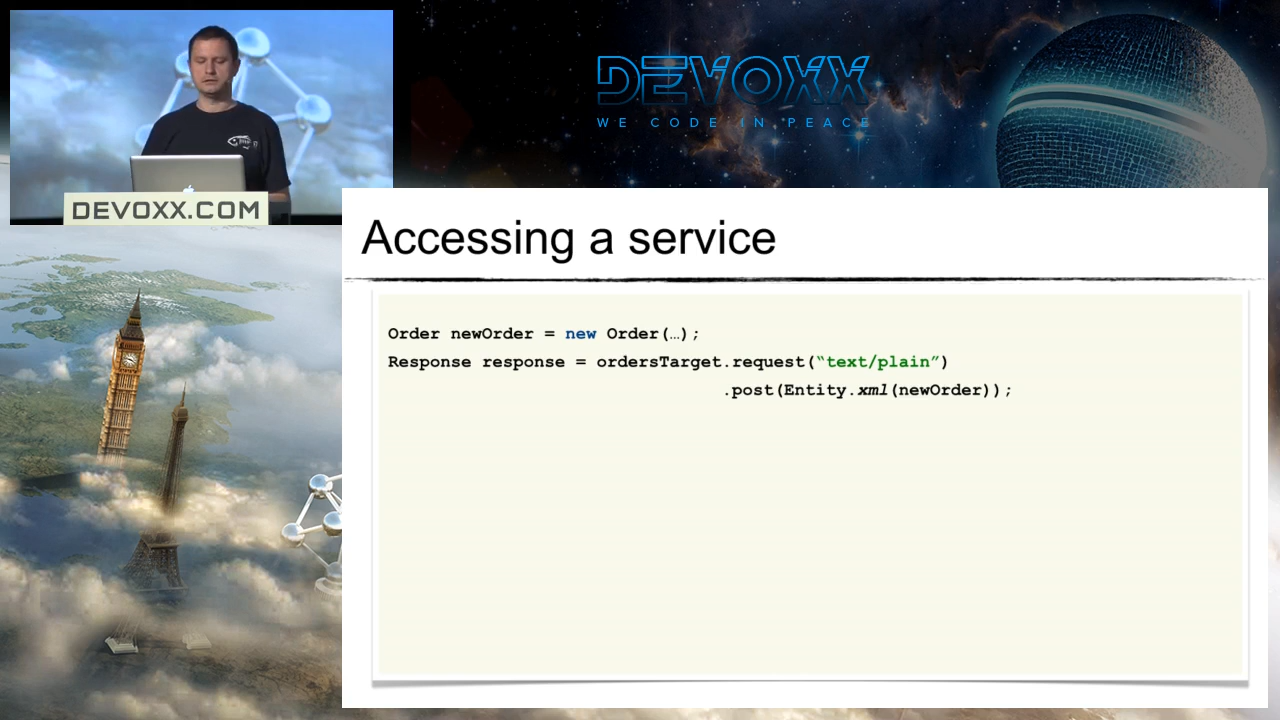 DEVOXX
WE CODE IN PEACE
DEVOXX.COM
Accessing a service
Order newOrder = new Order(…);
Response response = ordersTarget.request(“text/plain”)
.post(Entity.xml(newOrder));